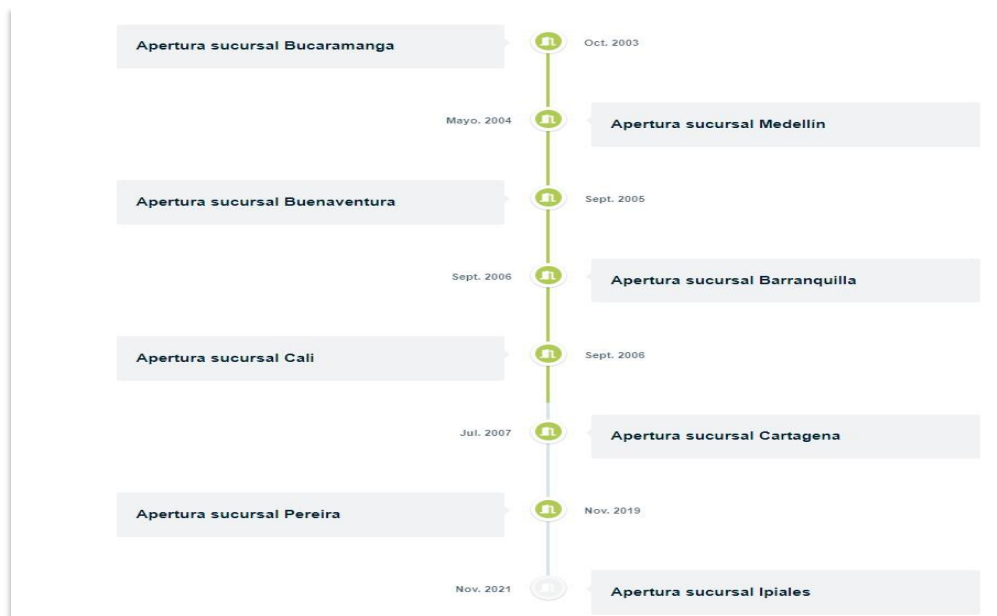 Apertura sucursal Bucaramanga
Oct. 2003
Mayo. 2004
Apertura sucursal Medellín
Apertura sucursal Buenaventura
Sept. 2005
Sept. 2006
Apertura sucursal Barranquilla
Apertura sucursal Cali
Sept. 2006
Jul. 2007
Apertura sucursal Cartagena
Apertura sucursal Pereira
Nov. 2019
Nov. 2021
Apertura sucursal Ipiales